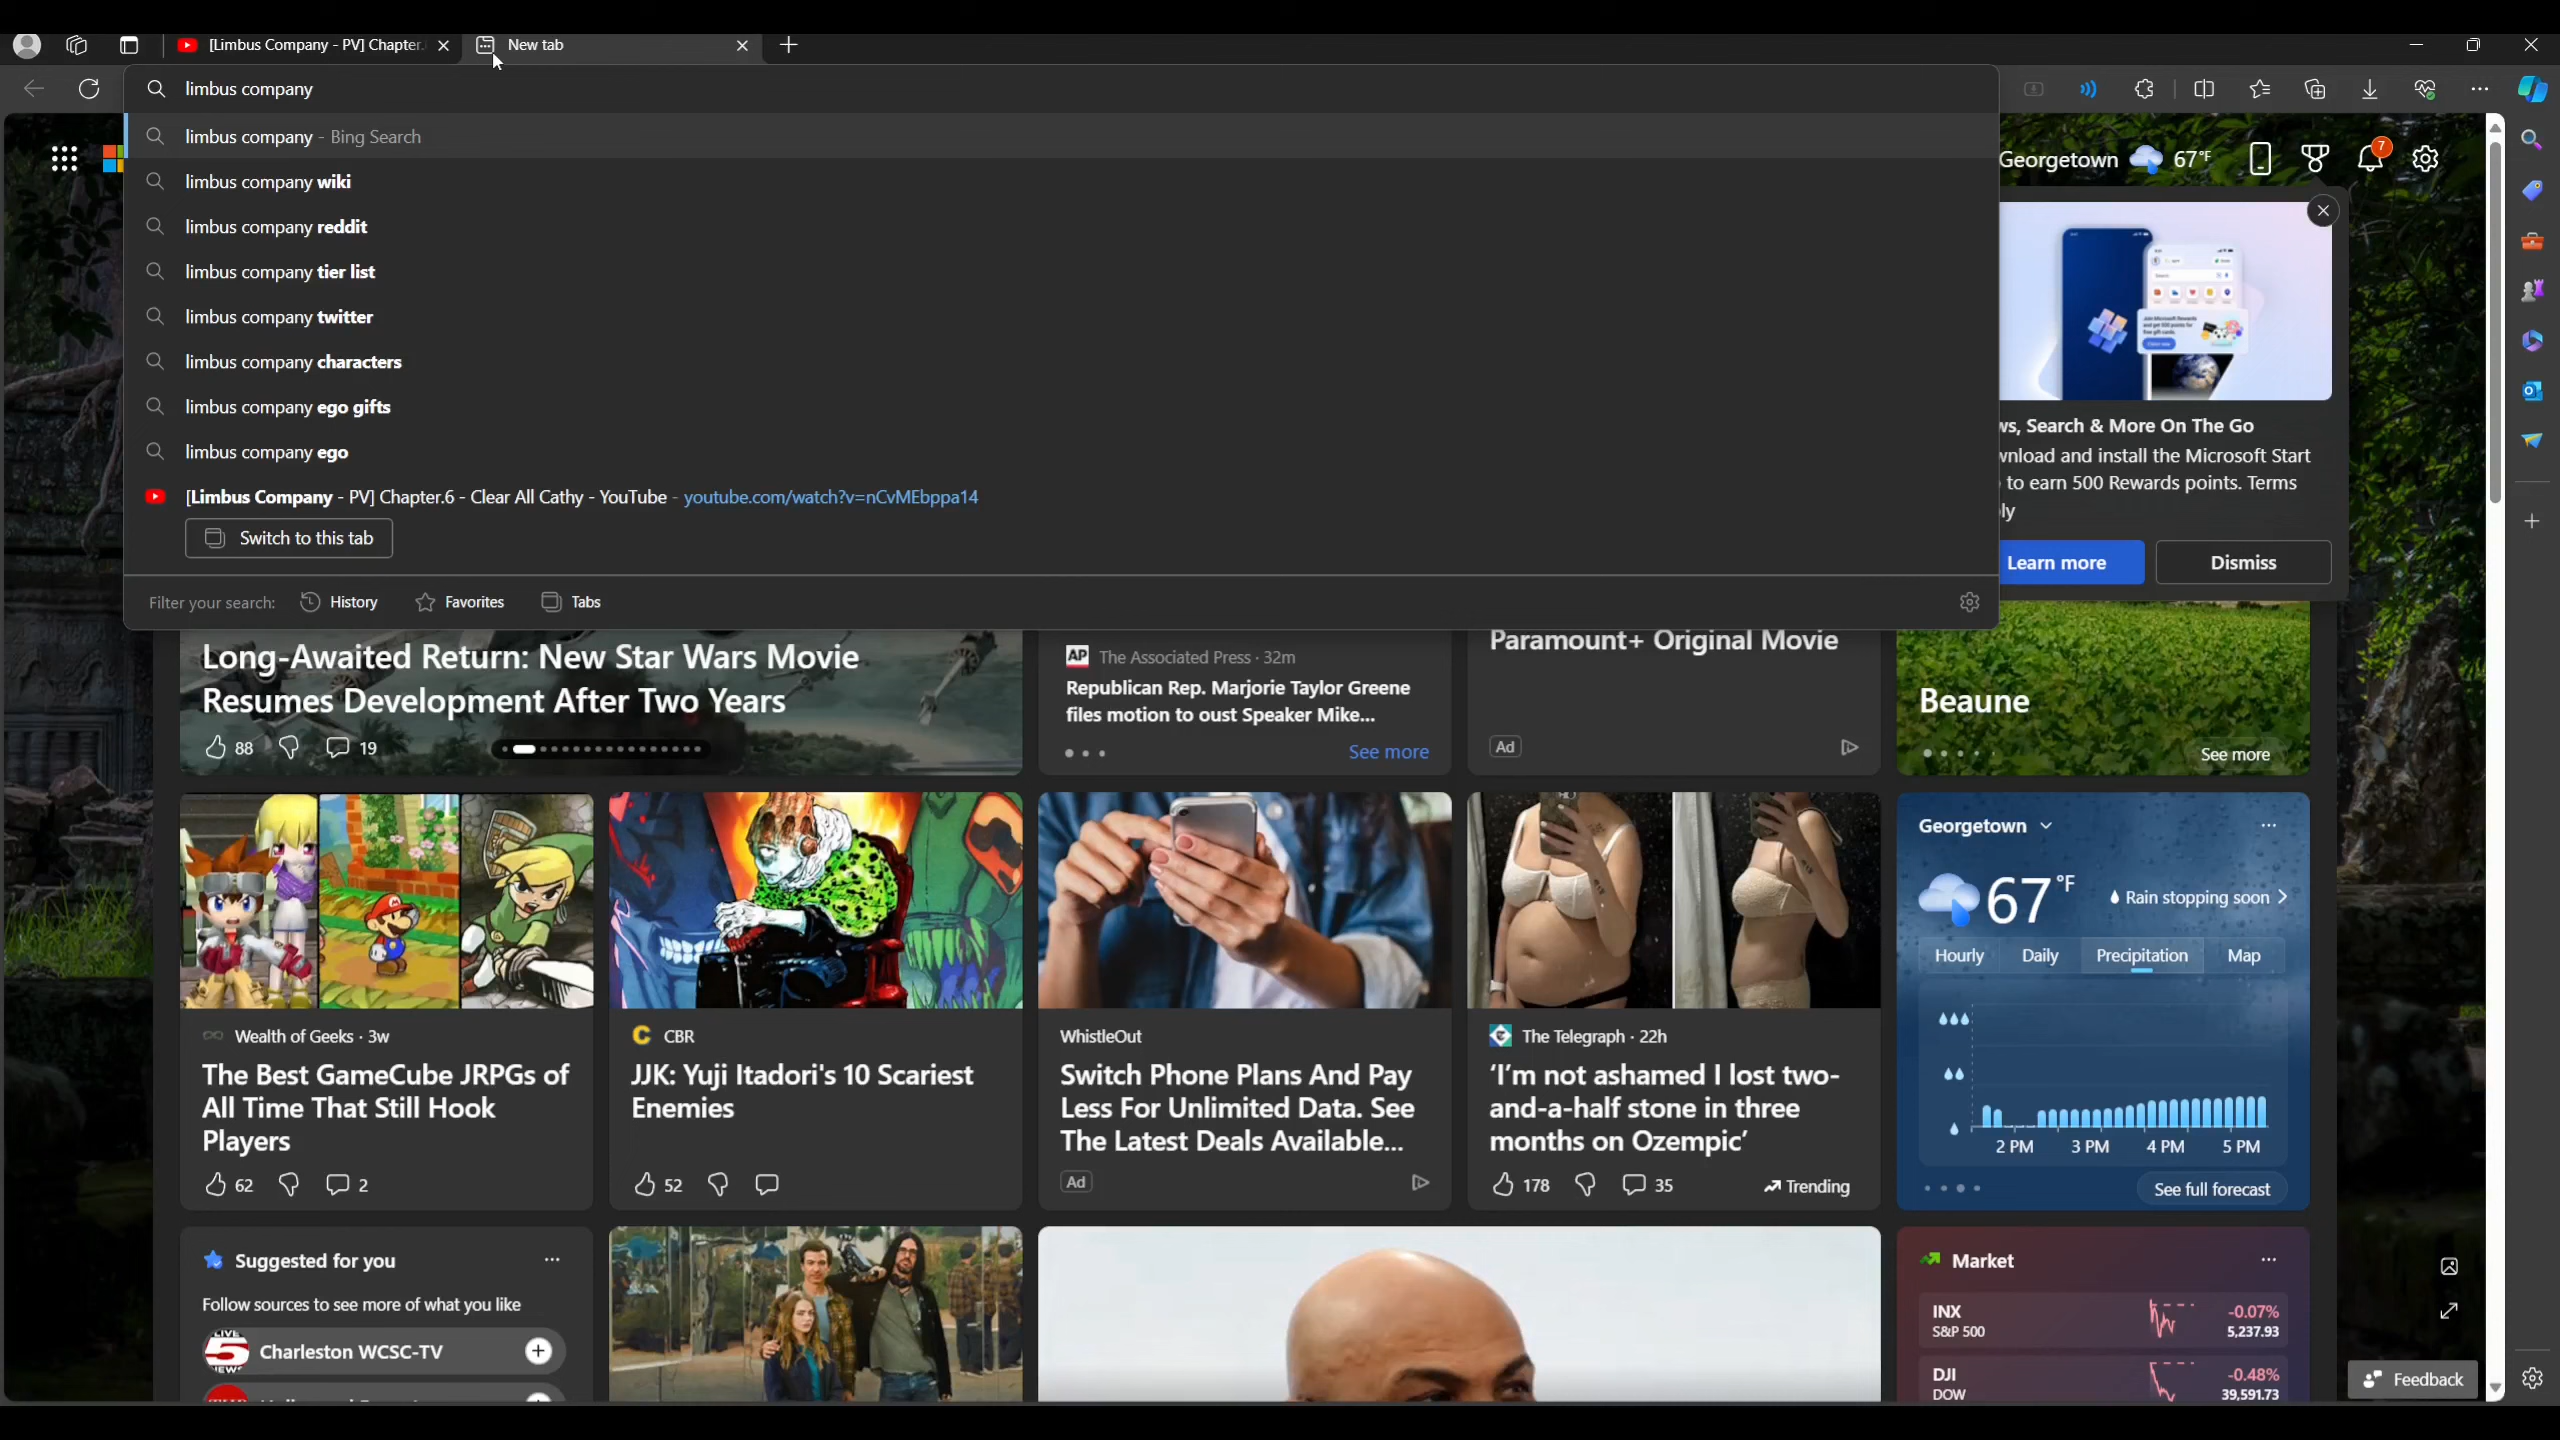 [Limbus Company - PV] Chapter.
New tab
limbus company
limbus company - Bing Search
limbus company wiki
limbus company reddit
limbus company tier list
limbus company twitter
limbus company characters
limbus company ego gifts
limbus company ego
[Limbus Company - PV] Chapter.6 - Clear All Cathy - YouTube - youtube.com/watch?v=nCvMEbppa14
Switch to this tab
Filter your search: History Favorites Tabs
Georgetown 67°F
7
ws, Search & More On The Go
wnload and install the Microsoft Start
to earn 500 Rewards points. Terms
ly
Learn more
Dismiss
Long-Awaited Return: New Star Wars Movie
Resumes Development After Two Years
88 19
AP The Associated Press · 32m
Republican Rep. Marjorie Taylor Greene
files motion to oust Speaker Mike...
See more
Paramount+ Original Movie
Ad
Beaune
See more
Wealth of Geeks · 3w
The Best GameCube JRPGs of
All Time That Still Hook
Players
62 2
CBR
JJK: Yuji Itadori's 10 Scariest
Enemies
52
WhistleOut
Switch Phone Plans And Pay
Less For Unlimited Data. See
The Latest Deals Available...
Ad
The Telegraph · 22h
‘I'm not ashamed I lost two-
and-a-half stone in three
months on Ozempic’
178 35 Trending
Georgetown
67°F Rain stopping soon
Hourly Daily Precipitation Map
2 PM 3 PM 4 PM 5 PM
See full forecast
Suggested for you
Follow sources to see more of what you like
LIVE 5 NEWS
Charleston WCSC-TV
Market
INX -0.07%
S&P 500 5,237.93
DJI -0.48%
DOW 39,591.73
Feedback